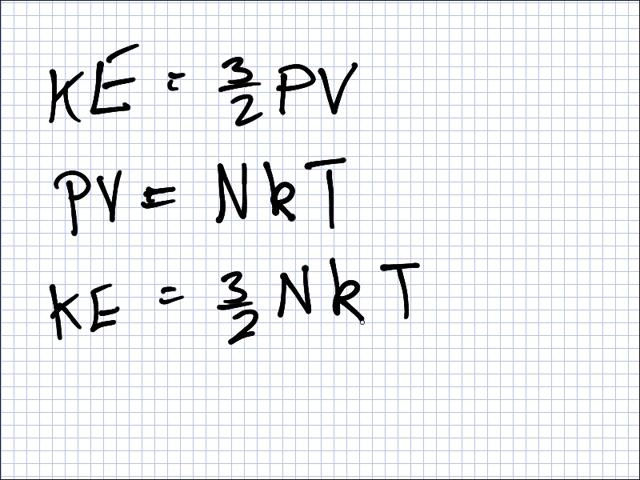 KE = 3/2 PV
PV = NkT
KE = 3/2 NkT